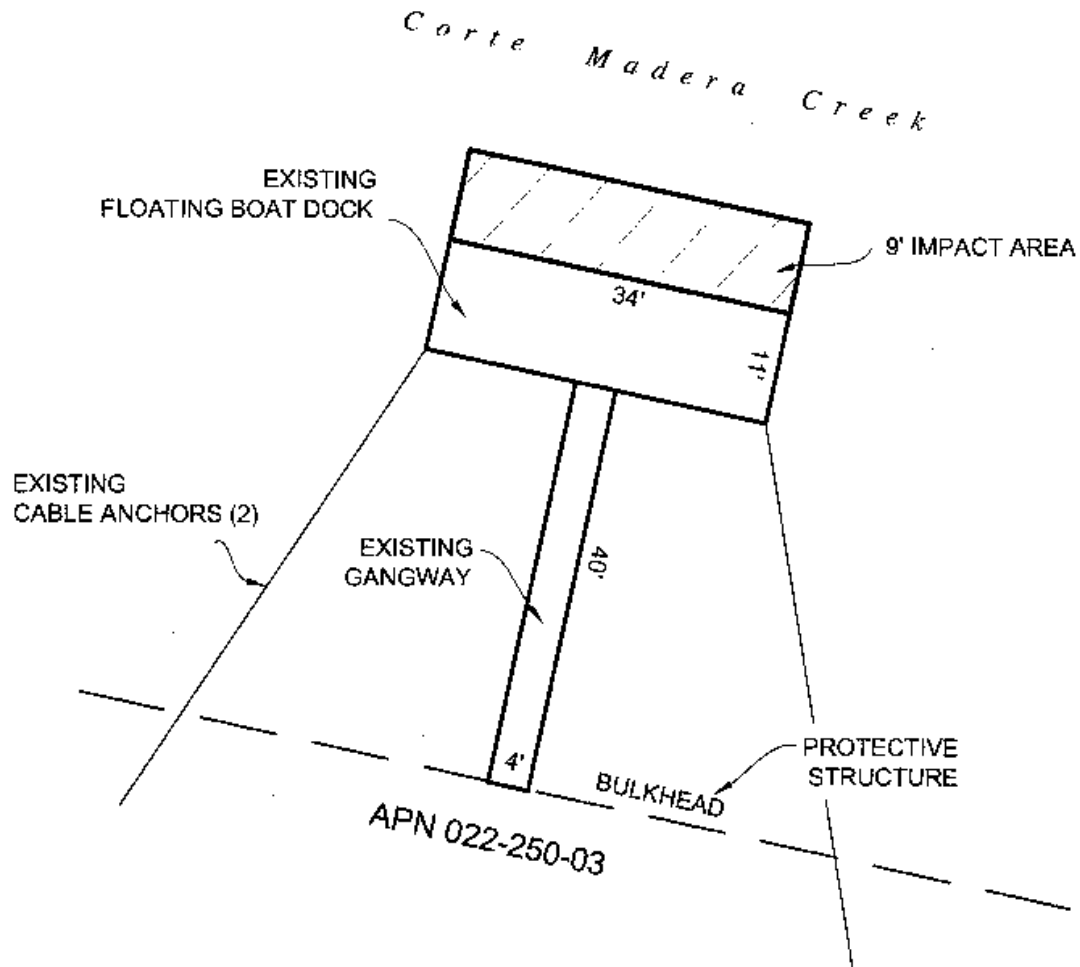 Corte Madera Creek
EXISTING
FLOATING BOAT DOCK
9' IMPACT AREA
34'
11'
EXISTING
CABLE ANCHORS (2)
EXISTING
GANGWAY
40'
PROTECTIVE
STRUCTURE
4'
BULKHEAD
APN 022-250-03